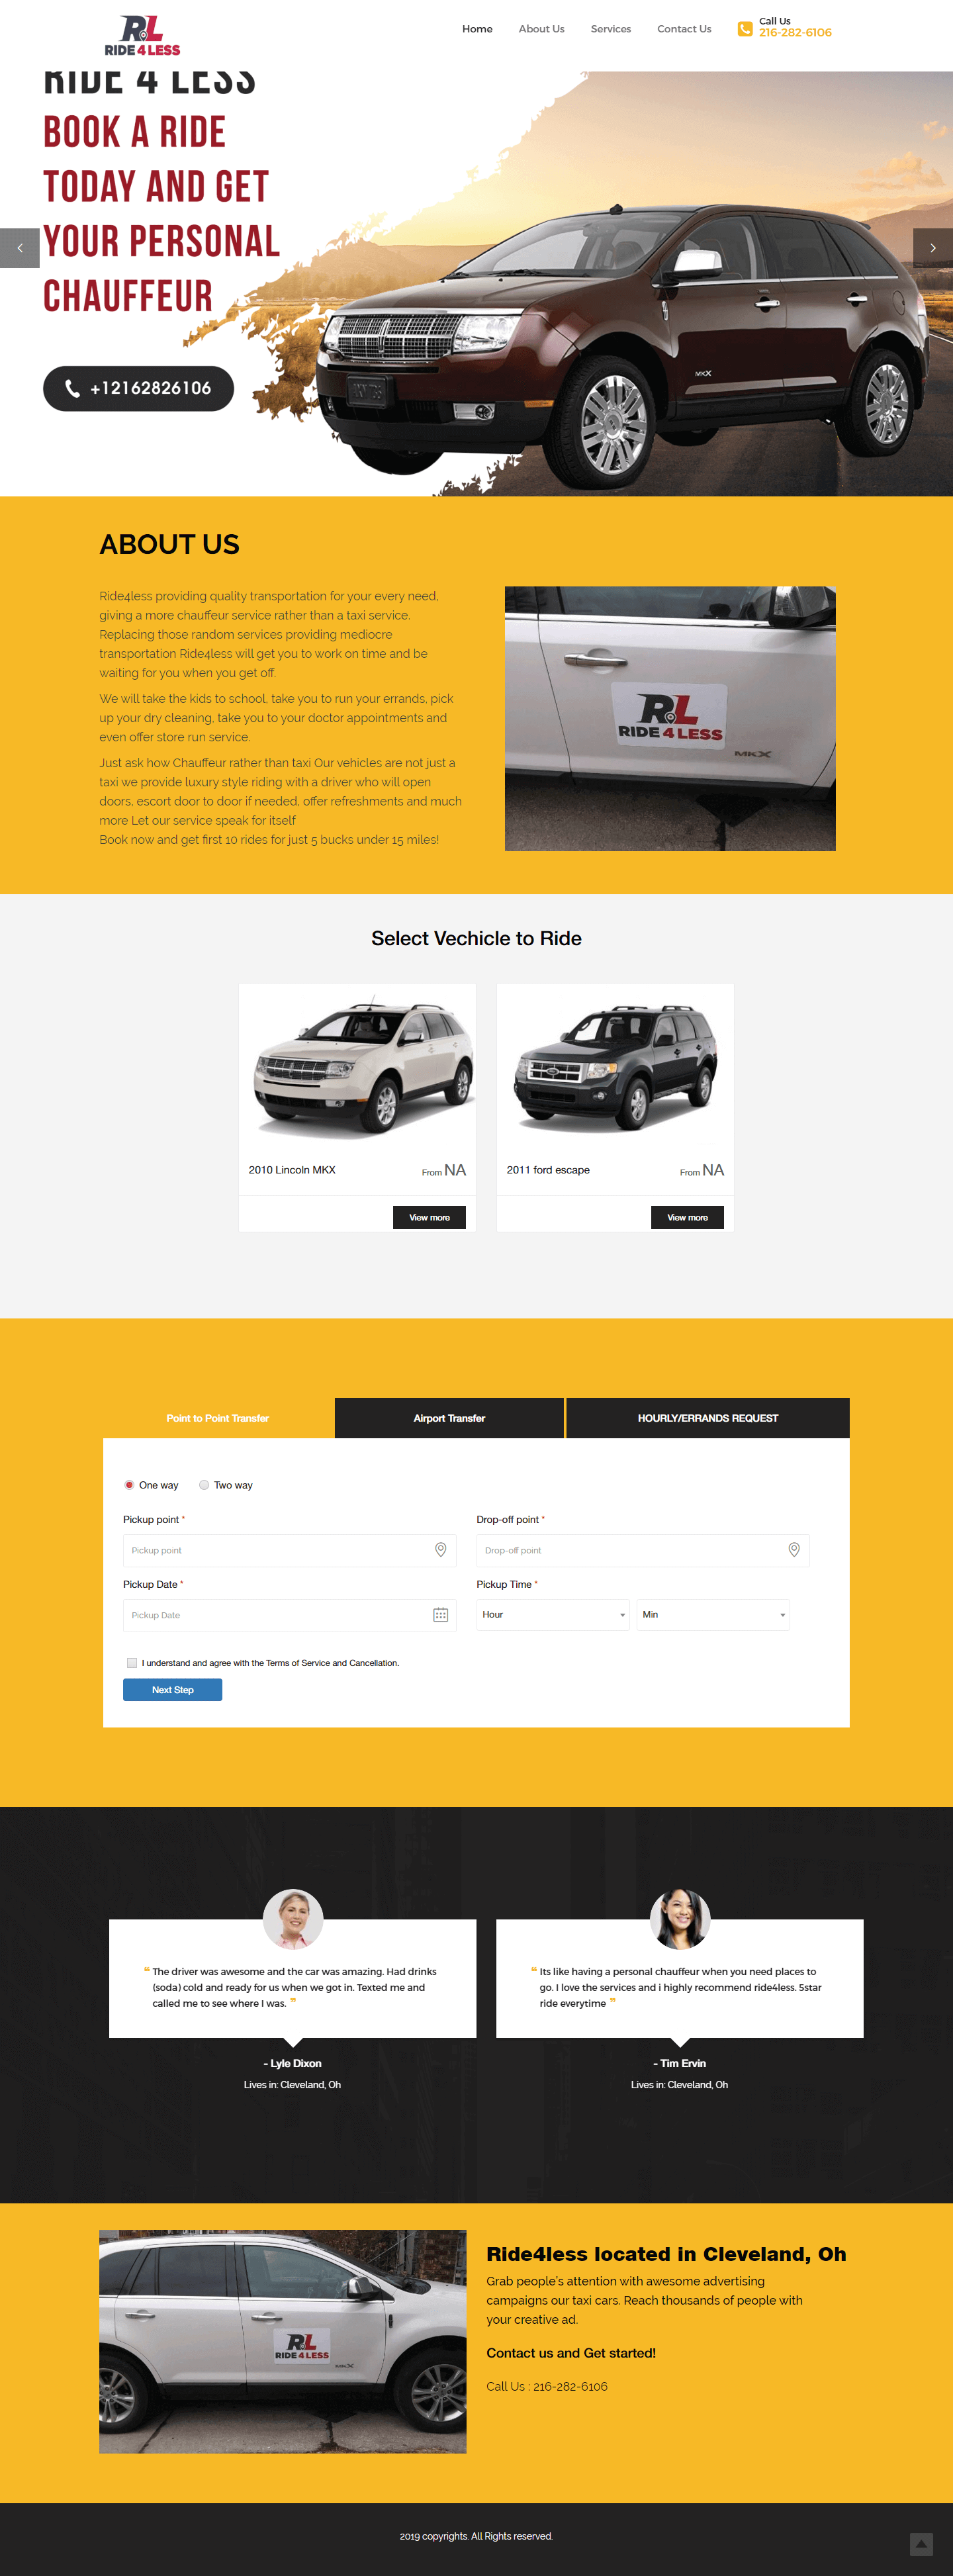 RL
RIDE 4 LESS
Home
About Us
Services
Contact Us
Call Us
216-282-6106
RIDE 4 LESS
BOOK A RIDE
TODAY AND GET
YOUR PERSONAL
CHAUFFEUR
+12162826106
MKX
ABOUT US
Ride4less providing quality transportation for your every need,
giving a more chauffeur service rather than a taxi service.
Replacing those random services providing mediocre
transportation Ride4less will get you to work on time and be
waiting for you when you get off.
We will take the kids to school, take you to run your errands, pick
up your dry cleaning, take you to your doctor appointments and
even offer store run service.
Just ask how Chauffeur rather than taxi Our vehicles are not just a
taxi we provide luxury style riding with a driver who will open
doors, escort door to door if needed, offer refreshments and much
more Let our service speak for itself
Book now and get first 10 rides for just 5 bucks under 15 miles!
RL
RIDE 4 LESS
MKX
Select Vechicle to Ride
2010 Lincoln MKX
From NA
View more
2011 ford escape
From NA
View more
Point to Point Transfer
Airport Transfer
HOURLY/ERRANDS REQUEST
One way
Two way
Pickup point *
Pickup point
Drop-off point *
Drop-off point
Pickup Date *
Pickup Date
Pickup Time *
Hour
Min
I understand and agree with the Terms of Service and Cancellation.
Next Step
❝ The driver was awesome and the car was amazing. Had drinks
(soda) cold and ready for us when we got in. Texted me and
called me to see where I was. ❞
- Lyle Dixon
Lives in: Cleveland, Oh
❝ Its like having a personal chauffeur when you need places to
go. I love the services and i highly recommend ride4less. 5star
ride everytime ❞
- Tim Ervin
Lives in: Cleveland, Oh
RL
RIDE 4 LESS
MKX
Ride4less located in Cleveland, Oh
Grab people's attention with awesome advertising
campaigns our taxi cars. Reach thousands of people with
your creative ad.
Contact us and Get started!
Call Us : 216-282-6106
2019 copyrights. All Rights reserved.